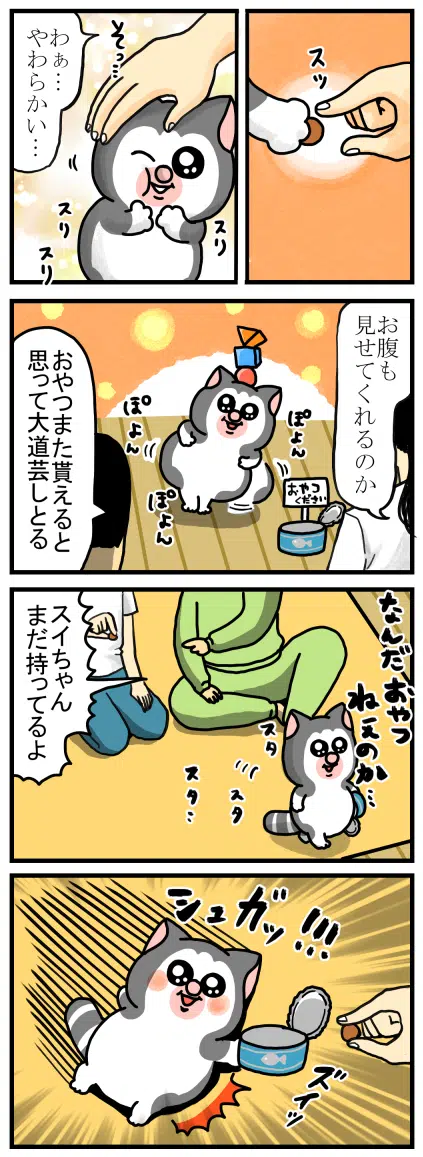 スッ
そっ…
わぁ…
やわらかい…
スリ
スリ
スリ
お腹も
見せてくれるのか
ぽよん
ぽよん
ぽよん
おやつ
ください
おやつまた貰えると
思って大道芸しとる
なんだおやつ
ねえのか…
スイちゃん
まだ持ってるよ
スタ
スタ
スタ…
シュガッ!!!
ズイッ